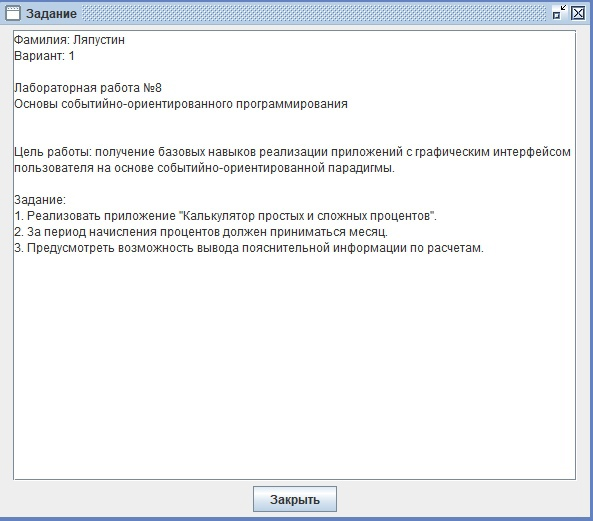 Задание
Фамилия: Ляпустин
Вариант: 1
Лабораторная работа №8
Основы событийно-ориентированного программирования
Цель работы: получение базовых навыков реализации приложений с графическим интерфейсом
пользователя на основе событийно-ориентированной парадигмы.
Задание:
1. Реализовать приложение "Калькулятор простых и сложных процентов".
2. За период начисления процентов должен приниматься месяц.
3. Предусмотреть возможность вывода пояснительной информации по расчетам.
Закрыть